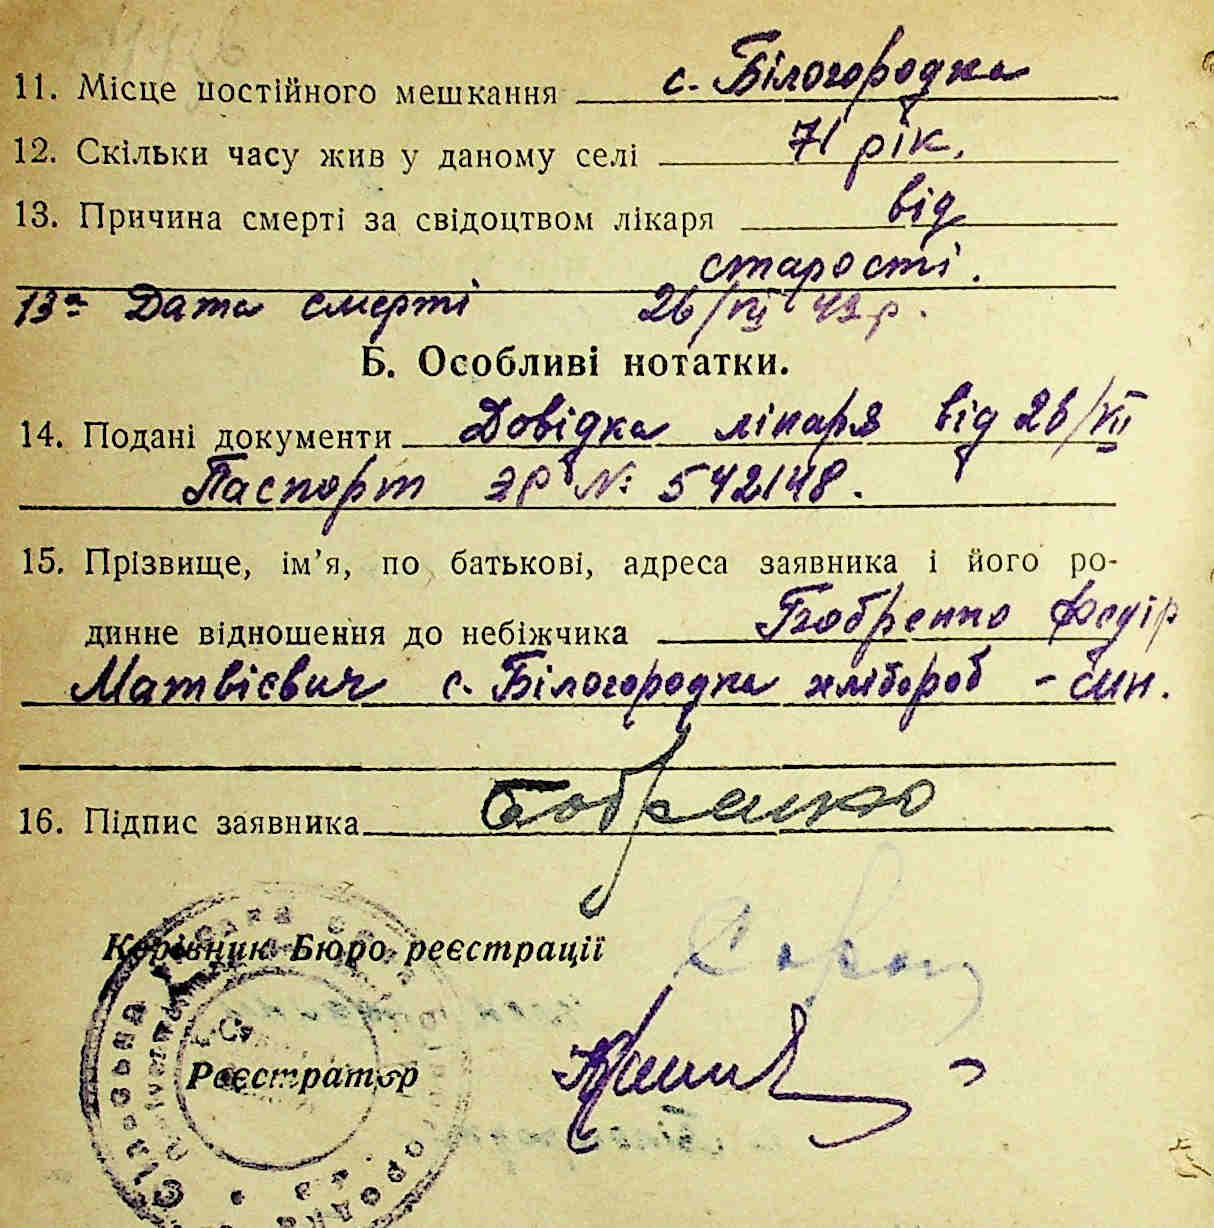 11. Місце постійного мешкання с. Білогородка
12. Скільки часу жив у даному селі 71 рік.
13. Причина смерті за свідоцтвом лікаря від
старості.
13а Дата смерті 26/VII 42 р.
Б. Особливі нотатки.
14. Подані документи Довідка лікаря від 26/VII
Паспорт ЭР № 542148.
15. Прізвище, ім’я, по батькові, адреса заявника і його ро-
динне відношення до небіжчика Бобренко Федір
Матвієвич с. Білогородка хлібороб - син.
16. Підпис заявника Бобренко
Керівник Бюро реєстрації
Реєстратор